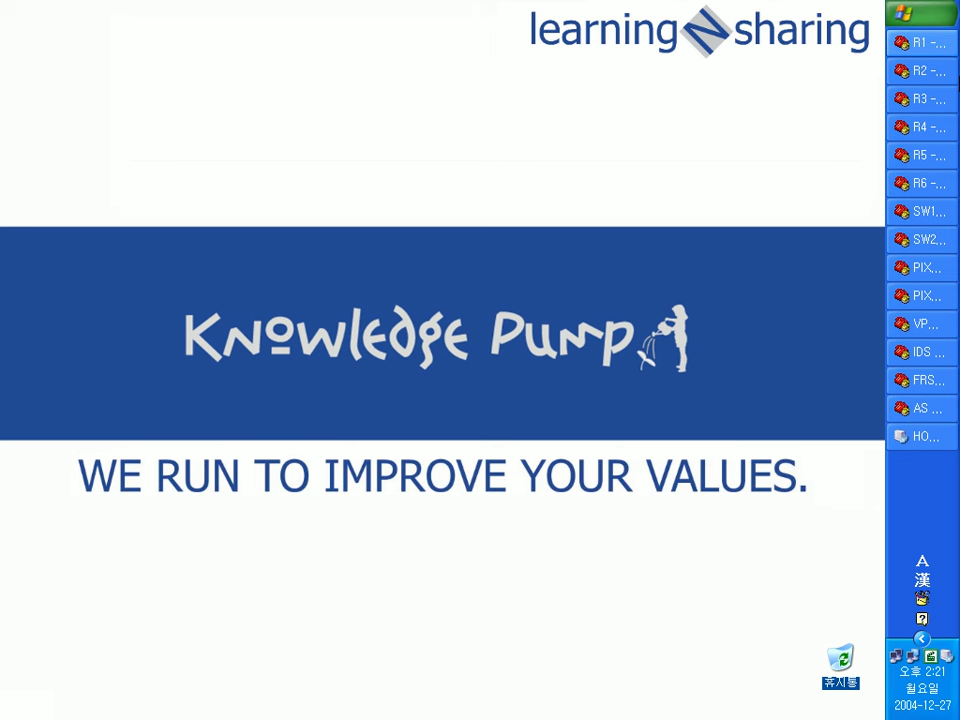 learning N sharing
Knowledge Pump
WE RUN TO IMPROVE YOUR VALUES.
휴지통
R1 -...
R2 -...
R3 -...
R4 -...
R5 -...
R6 -...
SW1...
SW2...
PIX...
PIX...
VP...
IDS ...
FRS...
AS ...
HO...
A
漢
?
오후 2:21
월요일
2004-12-27